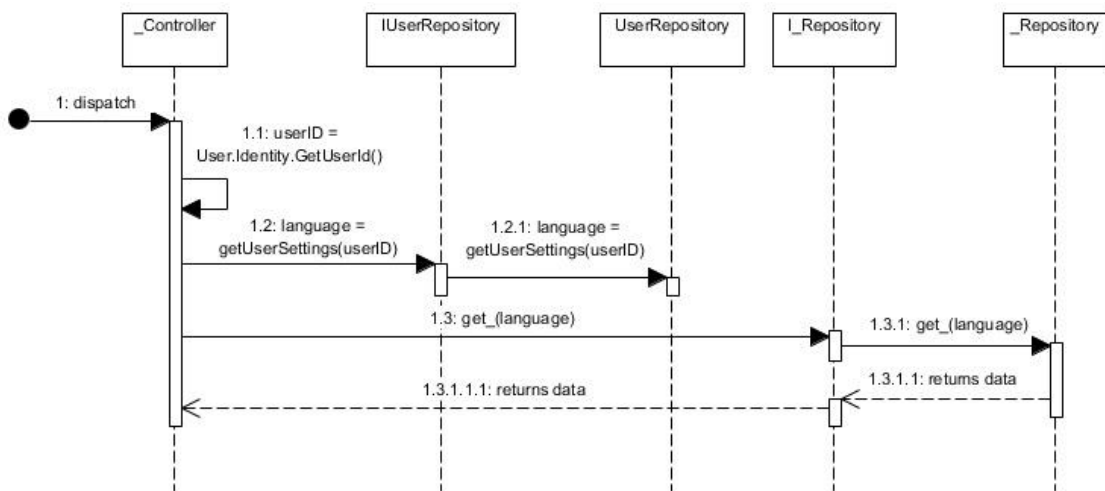 _Controller
IUserRepository
UserRepository
I_Repository
_Repository
1: dispatch
1.1: userID =
User.Identity.GetUserId()
1.2: language =
getUserSettings(userID)
1.2.1: language =
getUserSettings(userID)
1.3: get_(language)
1.3.1: get_(language)
1.3.1.1: returns data
1.3.1.1.1: returns data